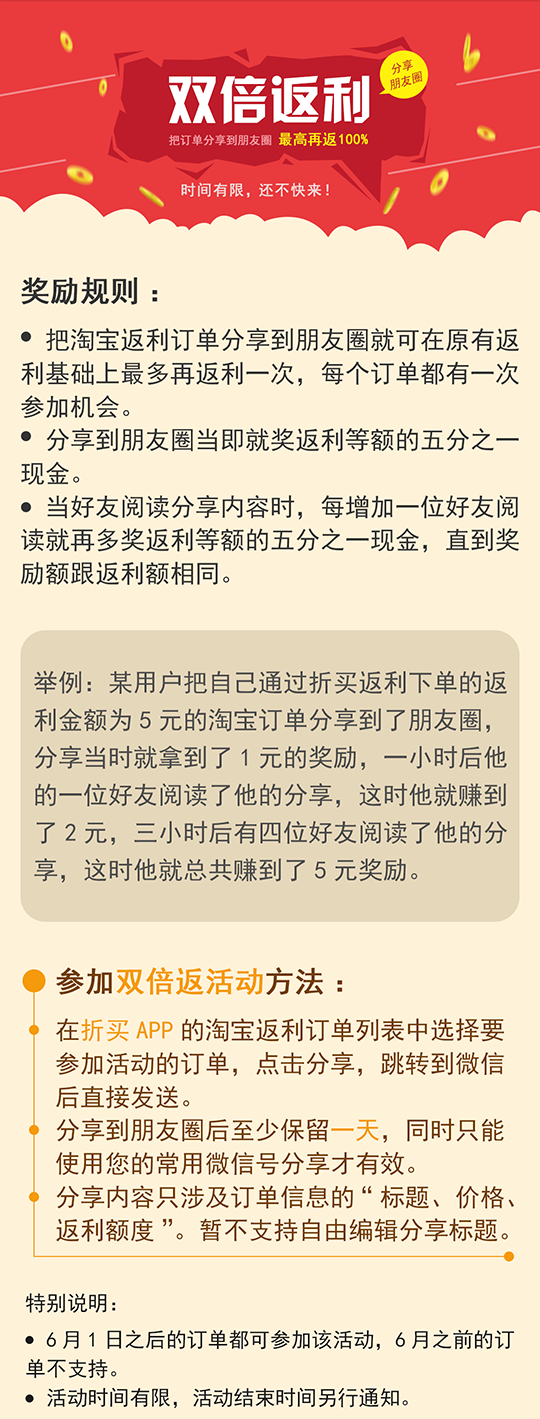 分享
朋友圈
双倍返利
把订单分享到朋友圈 最高再返100%
时间有限，还不快来！
奖励规则：
● 把淘宝返利订单分享到朋友圈就可在原有返
利基础上最多再返利一次，每个订单都有一次
参加机会。
● 分享到朋友圈当即就奖返利等额的五分之一
现金。
● 当好友阅读分享内容时，每增加一位好友阅
读就再多奖返利等额的五分之一现金，直到奖
励额跟返利额相同。
举例：某用户把自己通过折买返利下单的返
利金额为5元的淘宝订单分享到了朋友圈，
分享当时就拿到了1元的奖励，一小时后他
的一位好友阅读了他的分享，这时他就赚到
了2元，三小时后有四位好友阅读了他的分
享，这时他就总共赚到了5元奖励。
参加双倍返活动方法：
在折买APP的淘宝返利订单列表中选择要
参加活动的订单，点击分享，跳转到微信
后直接发送。
分享到朋友圈后至少保留一天，同时只能
使用您的常用微信号分享才有效。
分享内容只涉及订单信息的“标题、价格、
返利额度”。暂不支持自由编辑分享标题。
特别说明：
● 6月1日之后的订单都可参加该活动，6月之前的订
单不支持。
● 活动时间有限，活动结束时间另行通知。